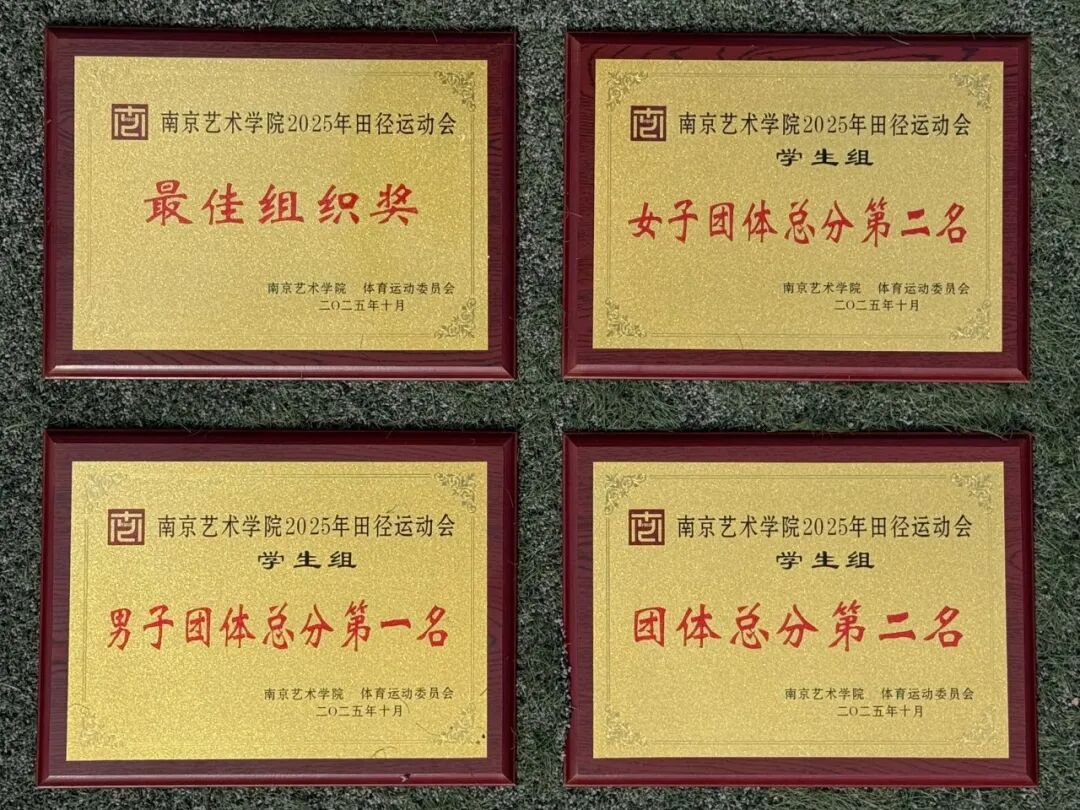 南京艺术学院2025年田径运动会
最佳组织奖
南京艺术学院 体育运动委员会
二〇二五年十月
南京艺术学院2025年田径运动会
学生组
女子团体总分第二名
南京艺术学院 体育运动委员会
二〇二五年十月
南京艺术学院2025年田径运动会
学生组
男子团体总分第一名
南京艺术学院 体育运动委员会
二〇二五年十月
南京艺术学院2025年田径运动会
学生组
团体总分第二名
南京艺术学院 体育运动委员会
二〇二五年十月